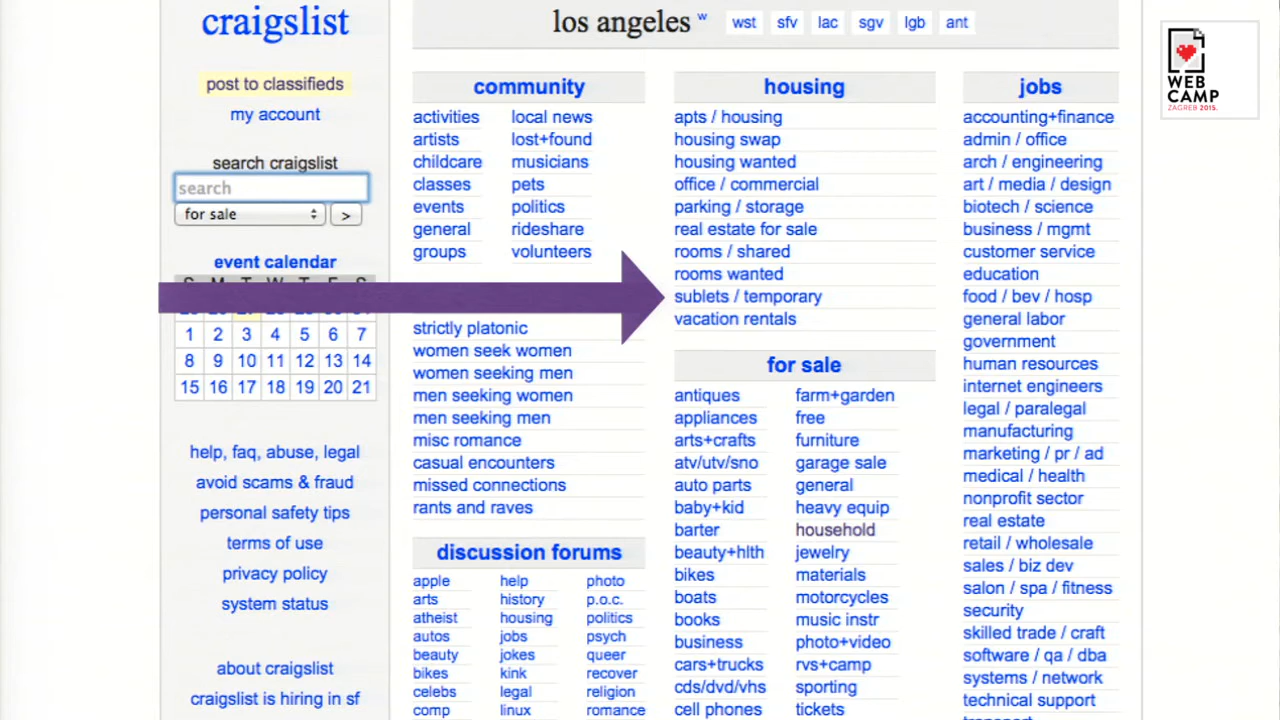 craigslist
post to classifieds
my account
search craigslist
search
for sale >
event calendar
S M T W T F S
1 2 3 4 5 6 7
8 9 10 11 12 13 14
15 16 17 18 19 20 21
help, faq, abuse, legal
avoid scams & fraud
personal safety tips
terms of use
privacy policy
system status
about craigslist
craigslist is hiring in sf
los angeles w wst sfv lac sgv lgb ant
community
activities local news
artists lost+found
childcare musicians
classes pets
events politics
general rideshare
groups volunteers
strictly platonic
women seek women
women seeking men
men seeking women
men seeking men
misc romance
casual encounters
missed connections
rants and raves
discussion forums
apple help photo
arts history p.o.c.
atheist housing politics
autos jobs psych
beauty jokes queer
bikes kink recover
celebs legal religion
comp linux romance
housing
apts / housing
housing swap
housing wanted
office / commercial
parking / storage
real estate for sale
rooms / shared
rooms wanted
sublets / temporary
vacation rentals
for sale
antiques farm+garden
appliances free
arts+crafts furniture
atv/utv/sno garage sale
auto parts general
baby+kid heavy equip
barter household
beauty+hlth jewelry
bikes materials
boats motorcycles
books music instr
business photo+video
cars+trucks rvs+camp
cds/dvd/vhs sporting
cell phones tickets
jobs
accounting+finance
admin / office
arch / engineering
art / media / design
biotech / science
business / mgmt
customer service
education
food / bev / hosp
general labor
government
human resources
internet engineers
legal / paralegal
manufacturing
marketing / pr / ad
medical / health
nonprofit sector
real estate
retail / wholesale
sales / biz dev
salon / spa / fitness
security
skilled trade / craft
software / qa / dba
systems / network
technical support
WEB
CAMP
ZAGREB 2015.